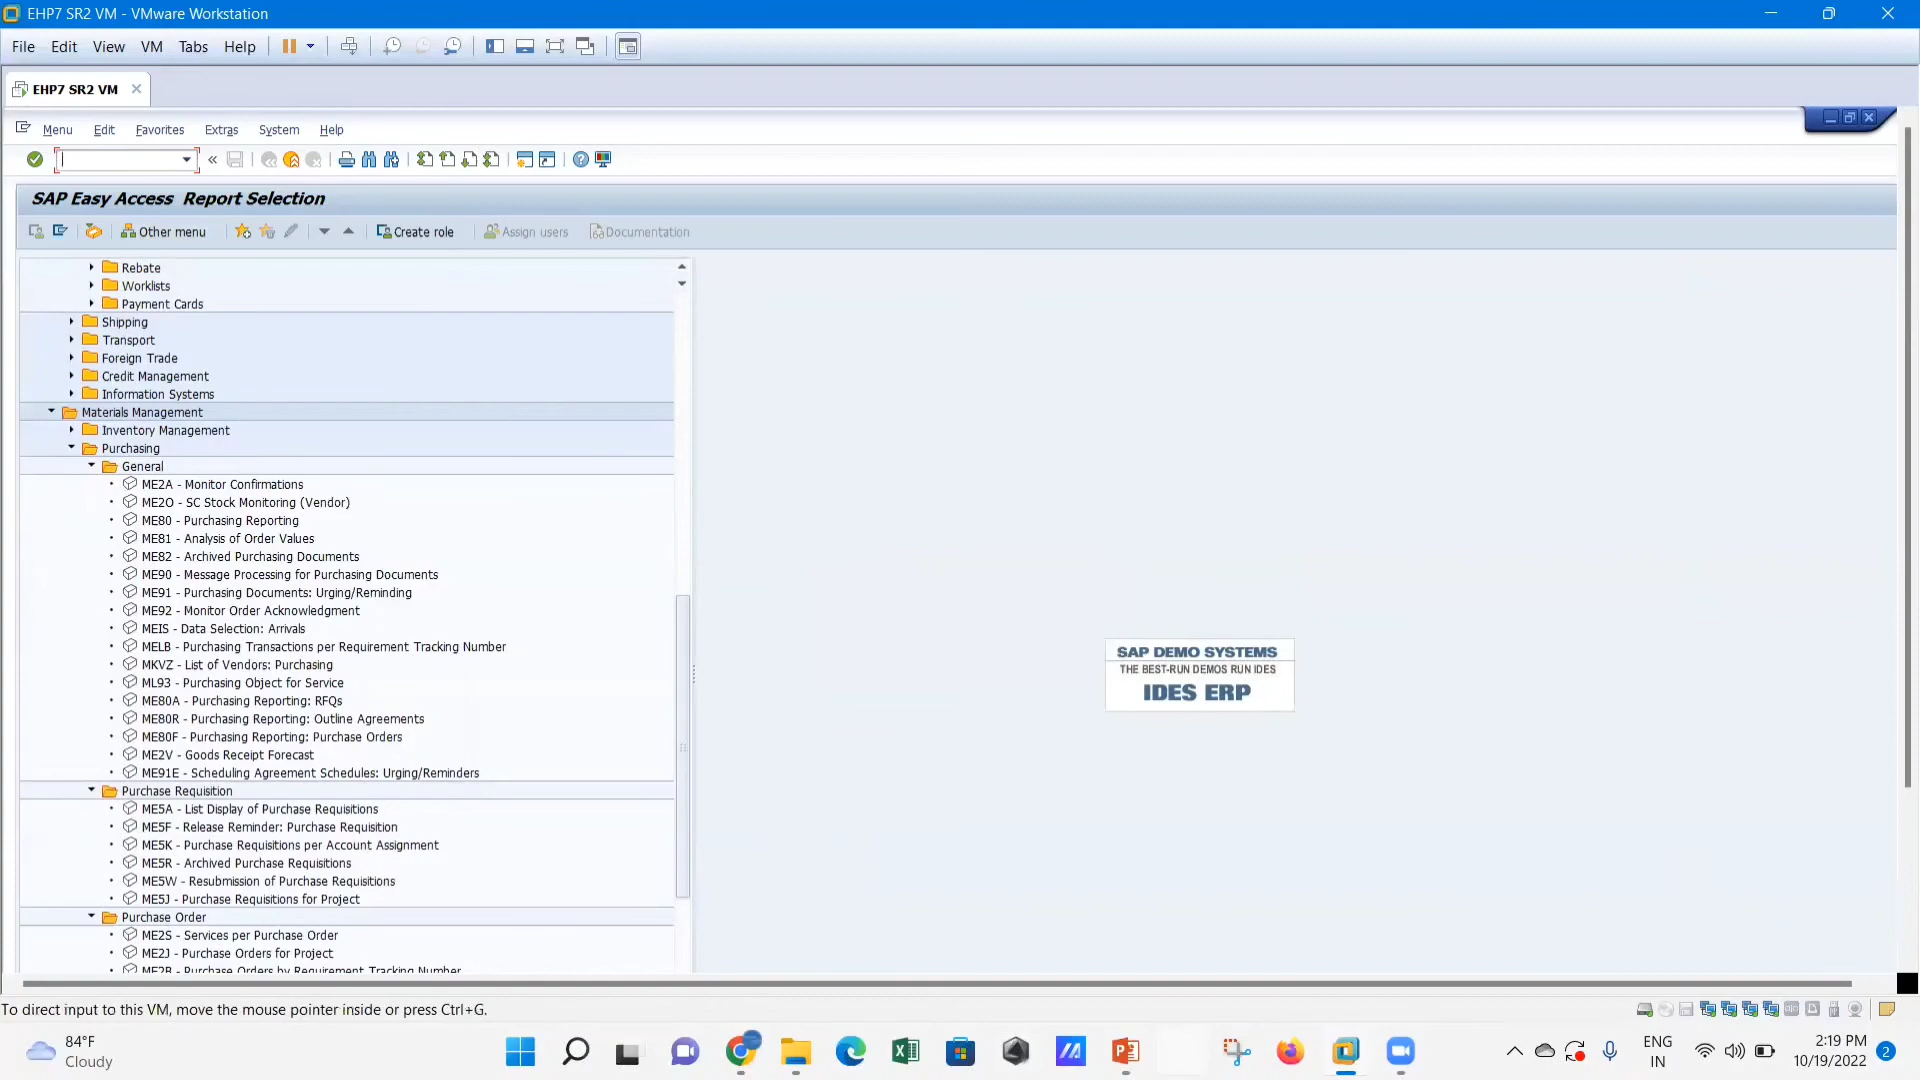 EHP7 SR2 VM - VMware Workstation
File Edit View VM Tabs Help
EHP7 SR2 VM
Menu Edit Favorites Extras System Help
SAP Easy Access Report Selection
Other menu Create role Assign users Documentation
Rebate
Worklists
Payment Cards
Shipping
Transport
Foreign Trade
Credit Management
Information Systems
Materials Management
Inventory Management
Purchasing
General
ME2A - Monitor Confirmations
ME2O - SC Stock Monitoring (Vendor)
ME80 - Purchasing Reporting
ME81 - Analysis of Order Values
ME82 - Archived Purchasing Documents
ME90 - Message Processing for Purchasing Documents
ME91 - Purchasing Documents: Urging/Reminding
ME92 - Monitor Order Acknowledgment
MEIS - Data Selection: Arrivals
MELB - Purchasing Transactions per Requirement Tracking Number
MKVZ - List of Vendors: Purchasing
ML93 - Purchasing Object for Service
ME80A - Purchasing Reporting: RFQs
ME80R - Purchasing Reporting: Outline Agreements
ME80F - Purchasing Reporting: Purchase Orders
ME2V - Goods Receipt Forecast
ME91E - Scheduling Agreement Schedules: Urging/Reminders
Purchase Requisition
ME5A - List Display of Purchase Requisitions
ME5F - Release Reminder: Purchase Requisition
ME5K - Purchase Requisitions per Account Assignment
ME5R - Archived Purchase Requisitions
ME5W - Resubmission of Purchase Requisitions
ME5J - Purchase Requisitions for Project
Purchase Order
ME2S - Services per Purchase Order
ME2J - Purchase Orders for Project
ME2B - Purchase Orders by Requirement Tracking Number
SAP DEMO SYSTEMS
THE BEST-RUN DEMOS RUN IDES
IDES ERP
To direct input to this VM, move the mouse pointer inside or press Ctrl+G.
84°F
Cloudy
ENG
IN
2:19 PM
10/19/2022
2